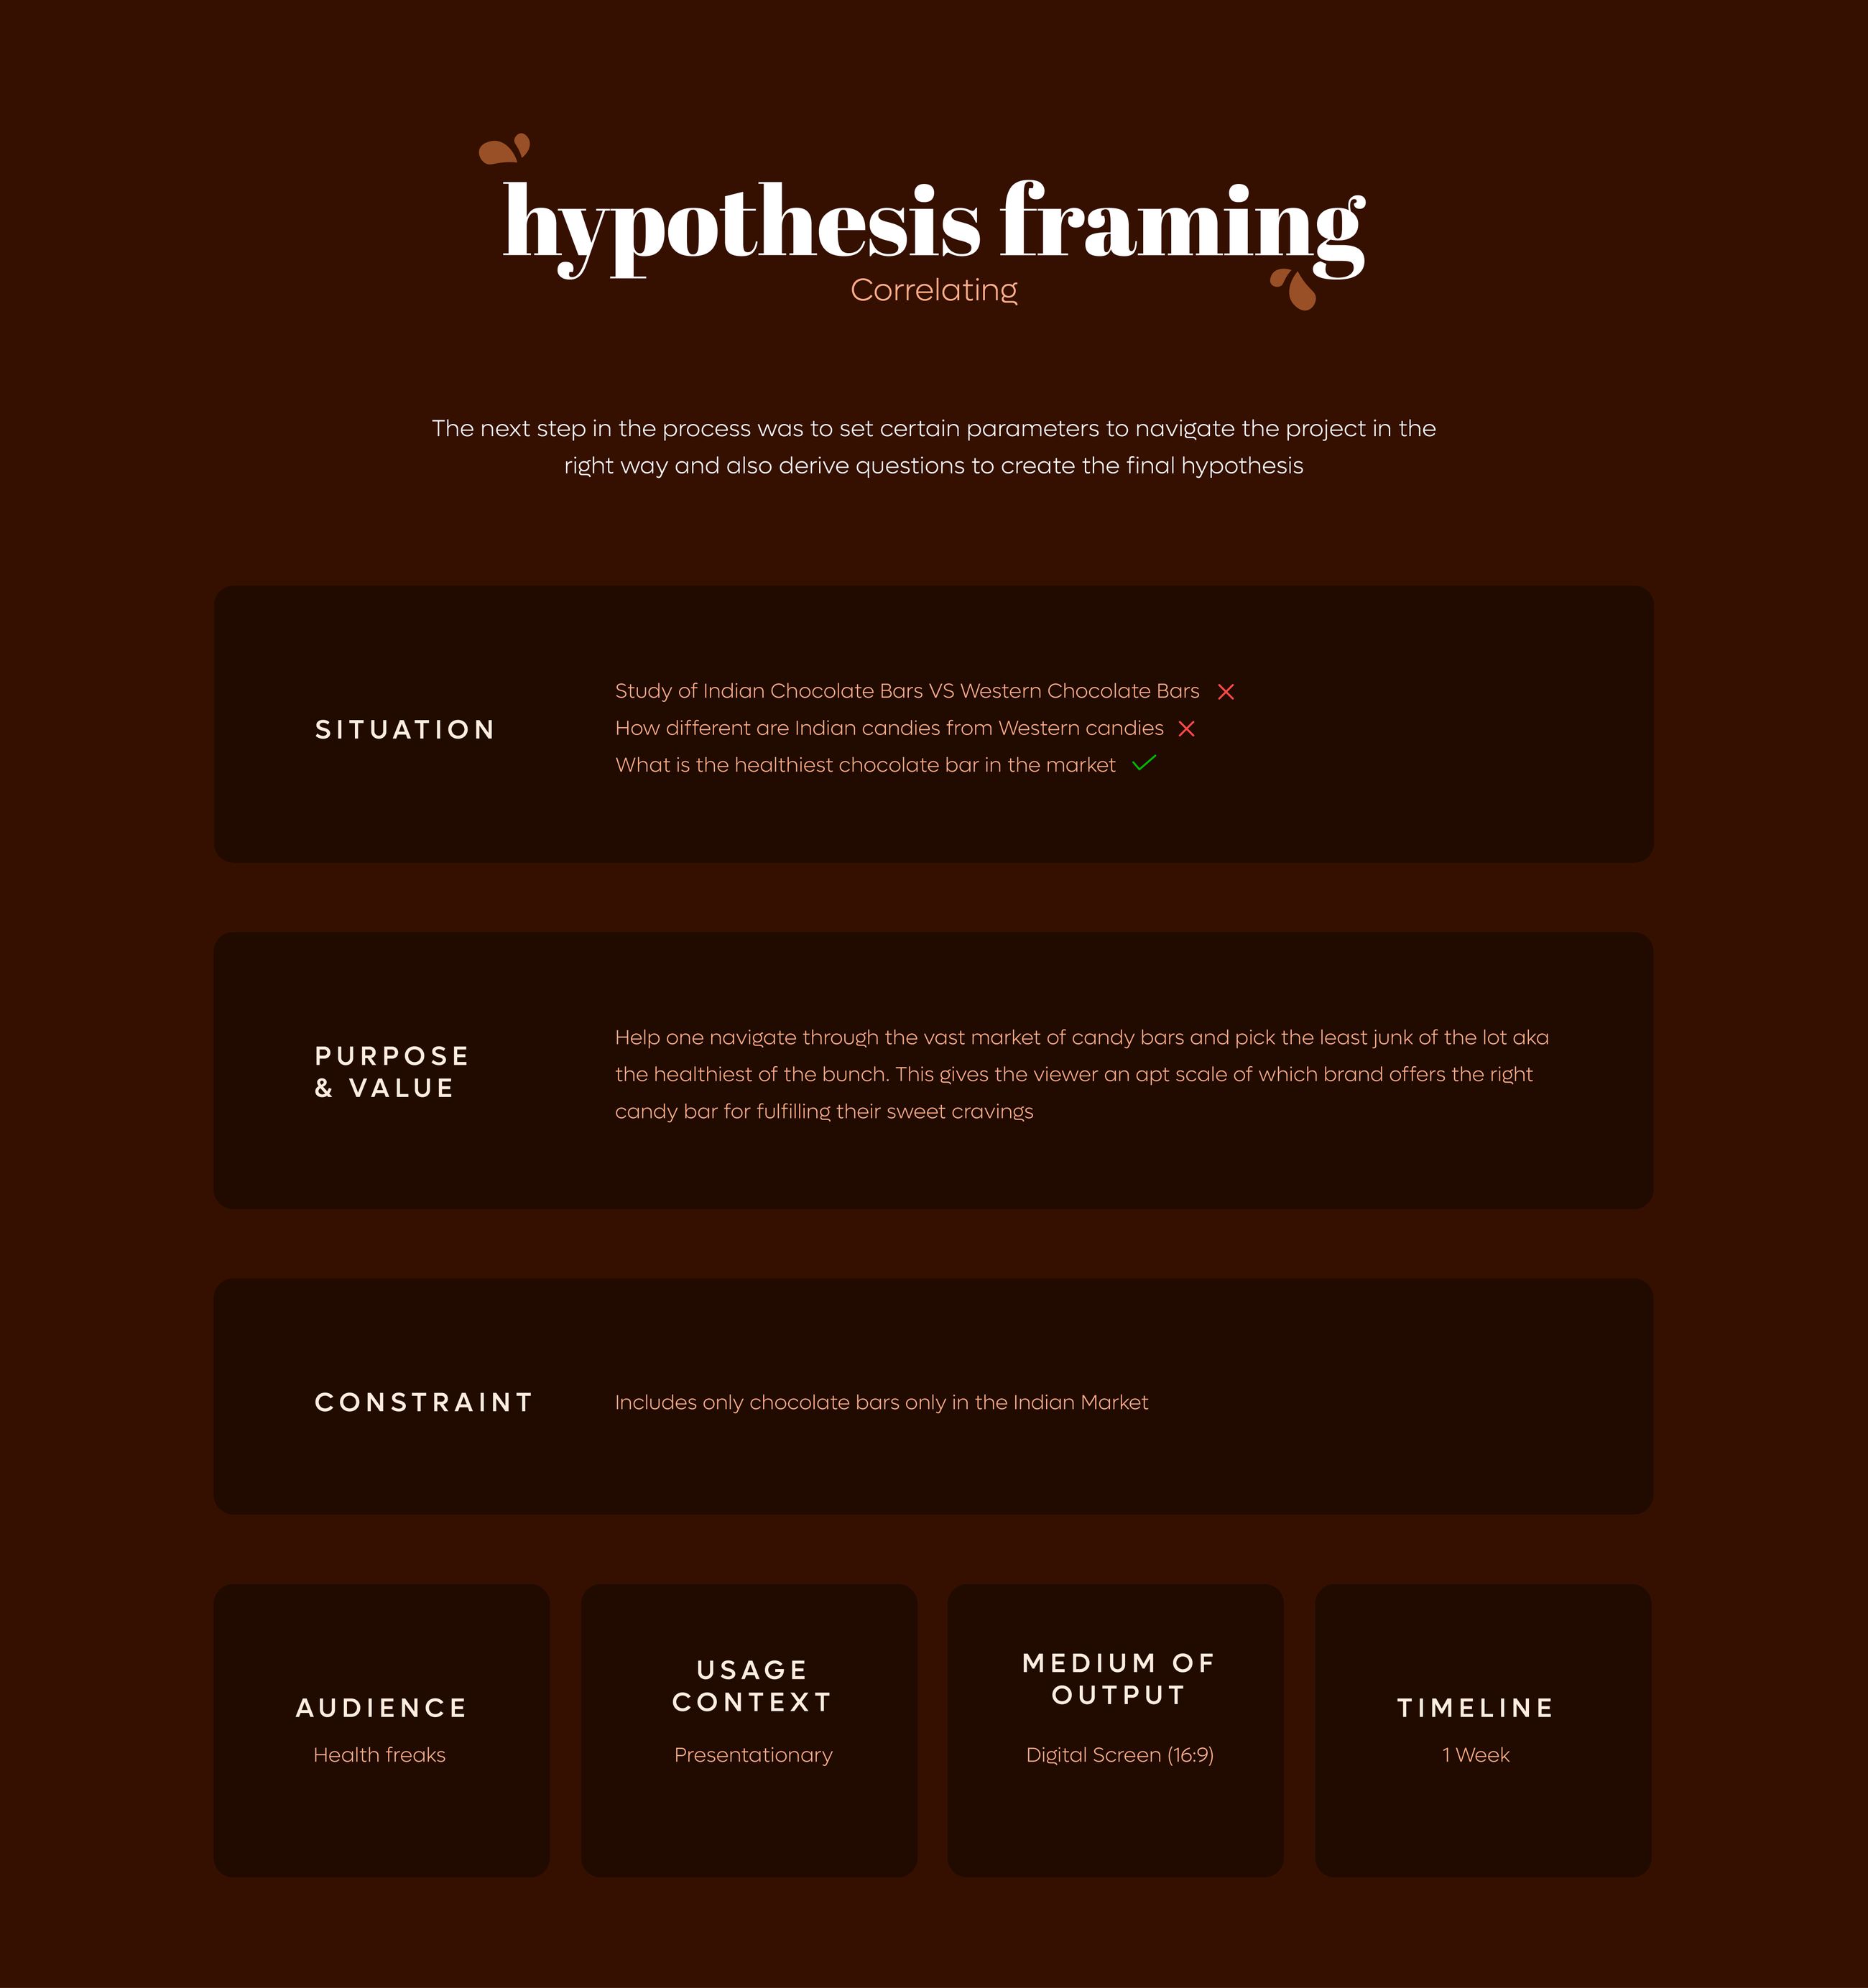 hypothesis framing
Correlating
The next step in the process was to set certain parameters to navigate the project in the
right way and also derive questions to create the final hypothesis
SITUATION
Study of Indian Chocolate Bars VS Western Chocolate Bars
How different are Indian candies from Western candies
What is the healthiest chocolate bar in the market
PURPOSE
& VALUE
Help one navigate through the vast market of candy bars and pick the least junk of the lot aka
the healthiest of the bunch. This gives the viewer an apt scale of which brand offers the right
candy bar for fulfilling their sweet cravings
CONSTRAINT
Includes only chocolate bars only in the Indian Market
AUDIENCE
Health freaks
USAGE
CONTEXT
Presentationary
MEDIUM OF
OUTPUT
Digital Screen (16:9)
TIMELINE
1 Week